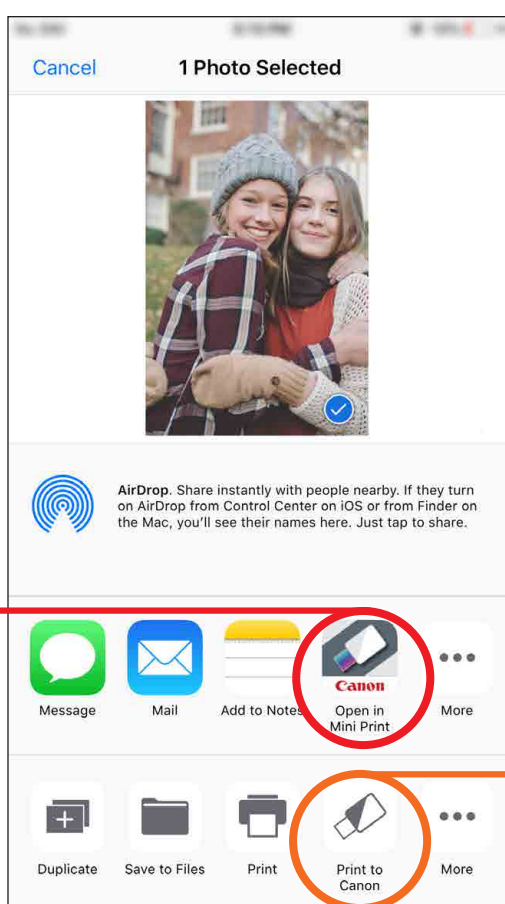 Cancel
1 Photo Selected
AirDrop. Share instantly with people nearby. If they turn
on AirDrop from Control Center on iOS or from Finder on
the Mac, you'll see their names here. Just tap to share.
Canon
Message
Mail
Add to Notes
Open in
Mini Print
More
Duplicate
Save to Files
Print
Print to
Canon
More